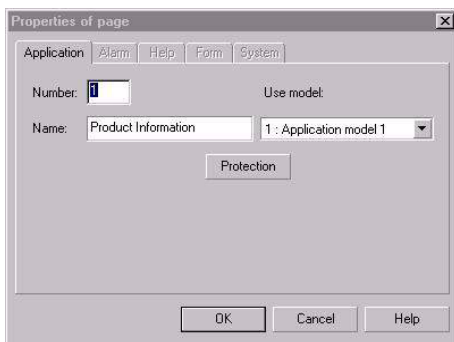 Properties of page
Application Alarm Help Form System
Number: 1 Use model:
Name: Product Information 1 : Application model 1
Protection
OK Cancel Help